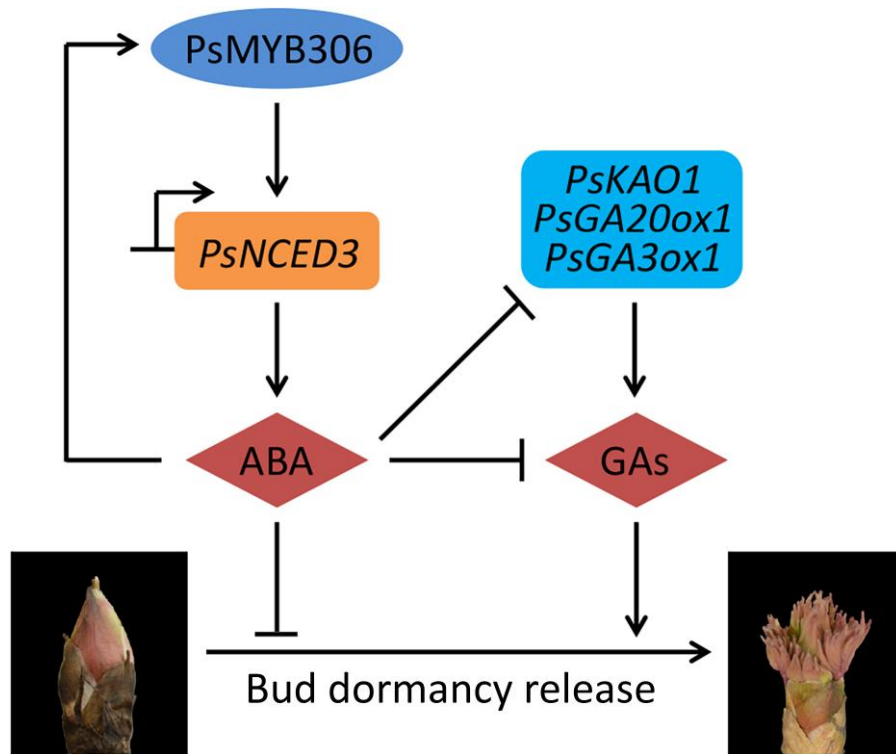 PsMYB306
PsNCED3
PsKAO1
PsGA20ox1
PsGA3ox1
ABA
GAs
Bud dormancy release